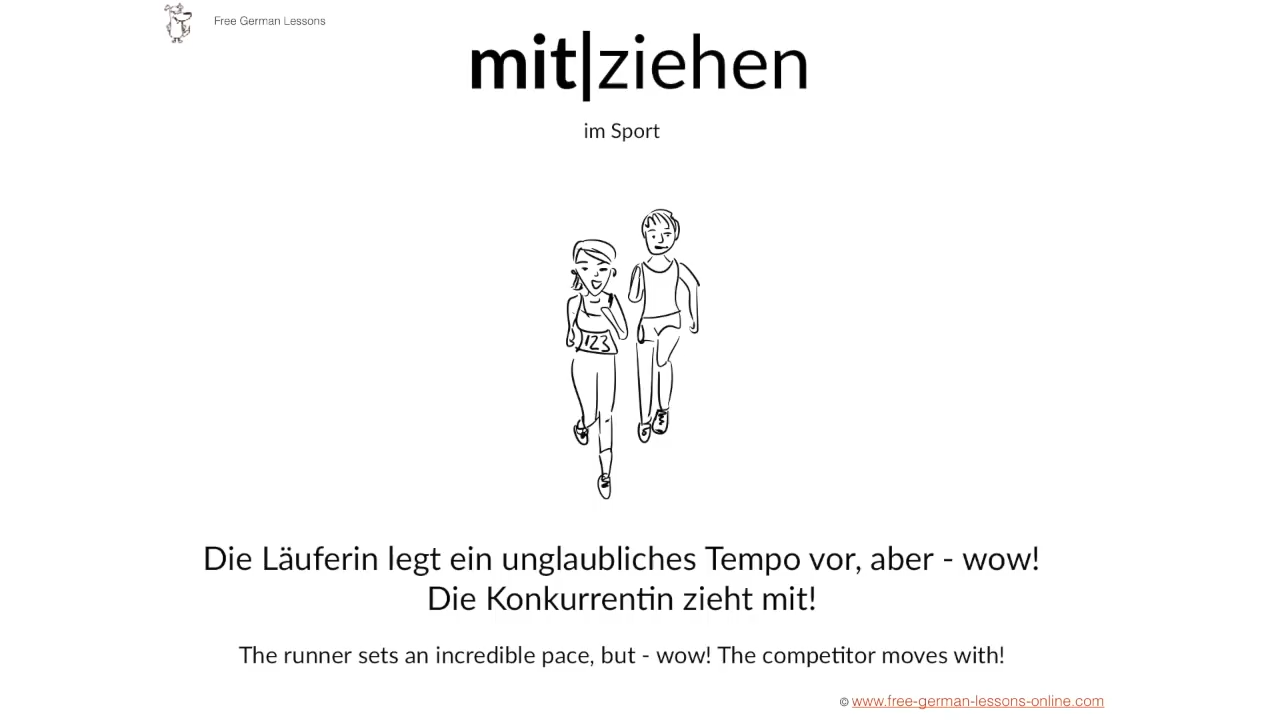 Free German Lessons
mit|ziehen
im Sport
123
Die Läuferin legt ein unglaubliches Tempo vor, aber - wow!
Die Konkurrentin zieht mit!
The runner sets an incredible pace, but - wow! The competitor moves with!
© www.free-german-lessons-online.com